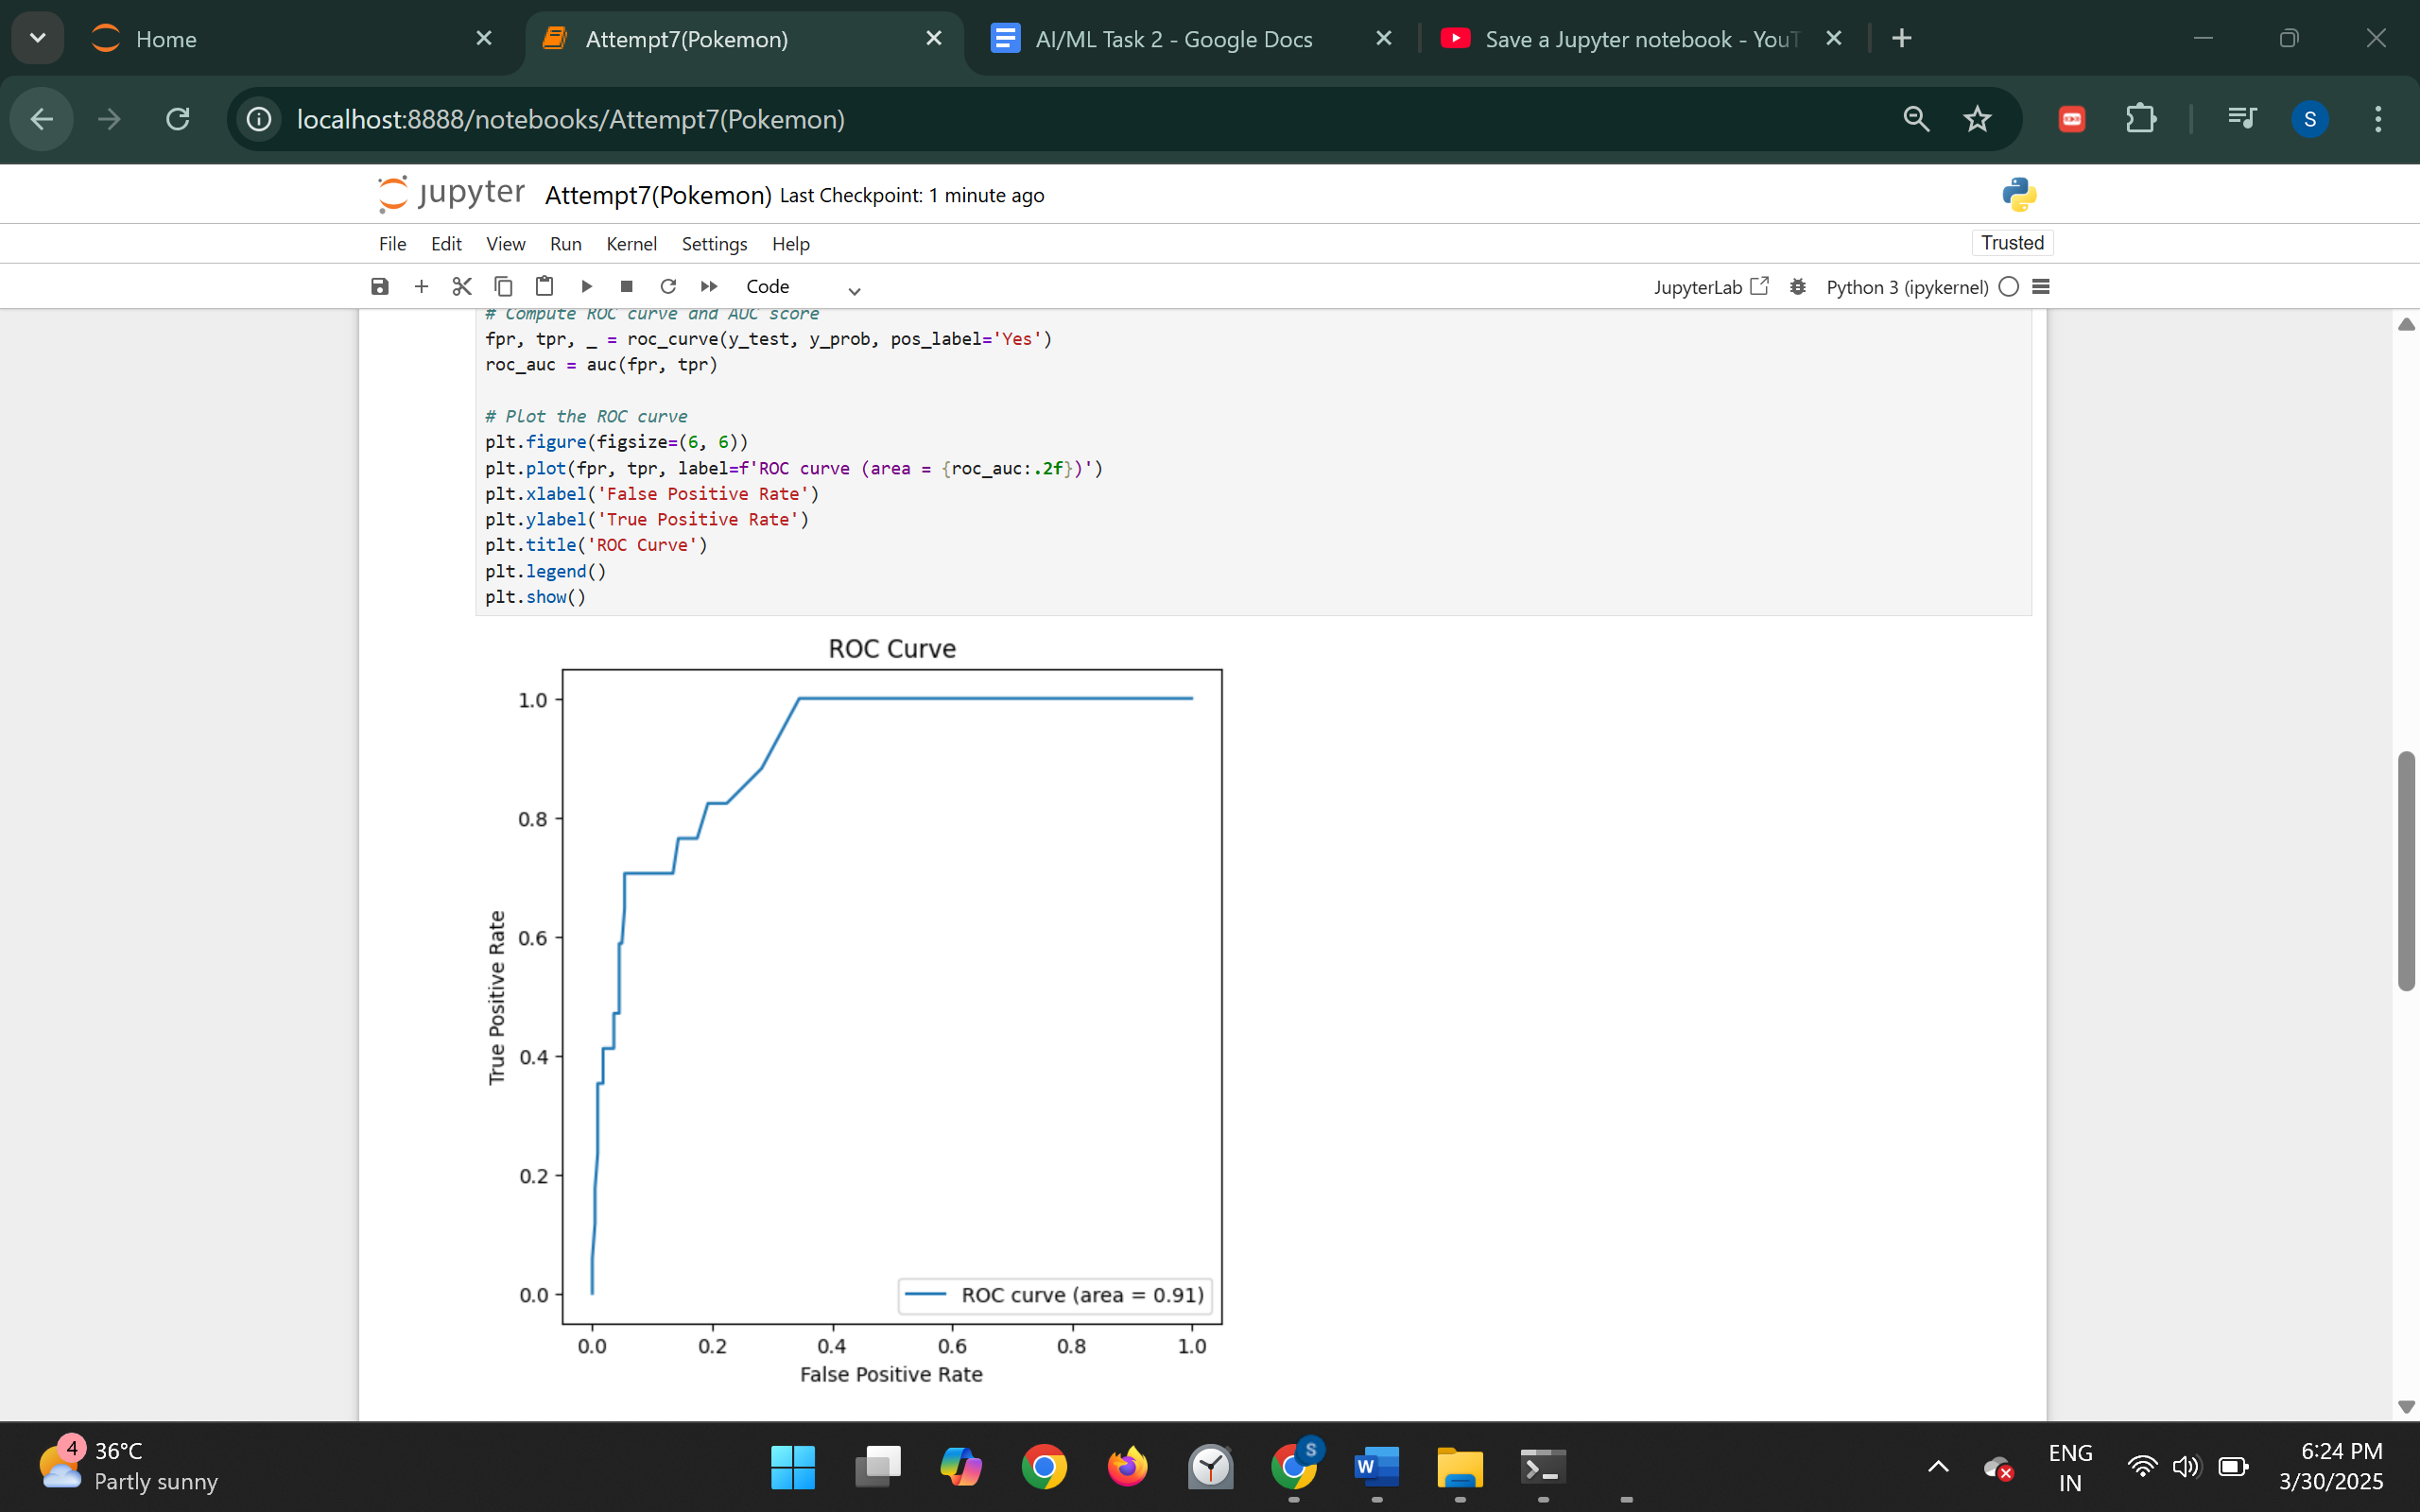 Home
Attempt7(Pokemon)
AI/ML Task 2 - Google Docs
Save a Jupyter notebook - YouT
localhost:8888/notebooks/Attempt7(Pokemon)
S
jupyter Attempt7(Pokemon) Last Checkpoint: 1 minute ago
File Edit View Run Kernel Settings Help
Trusted
Code
JupyterLab
Python 3 (ipykernel)
# Compute ROC curve and AUC score
fpr, tpr, _ = roc_curve(y_test, y_prob, pos_label='Yes')
roc_auc = auc(fpr, tpr)
# Plot the ROC curve
plt.figure(figsize=(6, 6))
plt.plot(fpr, tpr, label=f'ROC curve (area = {roc_auc:.2f})')
plt.xlabel('False Positive Rate')
plt.ylabel('True Positive Rate')
plt.title('ROC Curve')
plt.legend()
plt.show()
ROC Curve
1.0
0.8
0.6
0.4
0.2
0.0
True Positive Rate
ROC curve (area = 0.91)
0.0 0.2 0.4 0.6 0.8 1.0
False Positive Rate
4
36°C
Partly sunny
S
W
ENG
IN
6:24 PM
3/30/2025